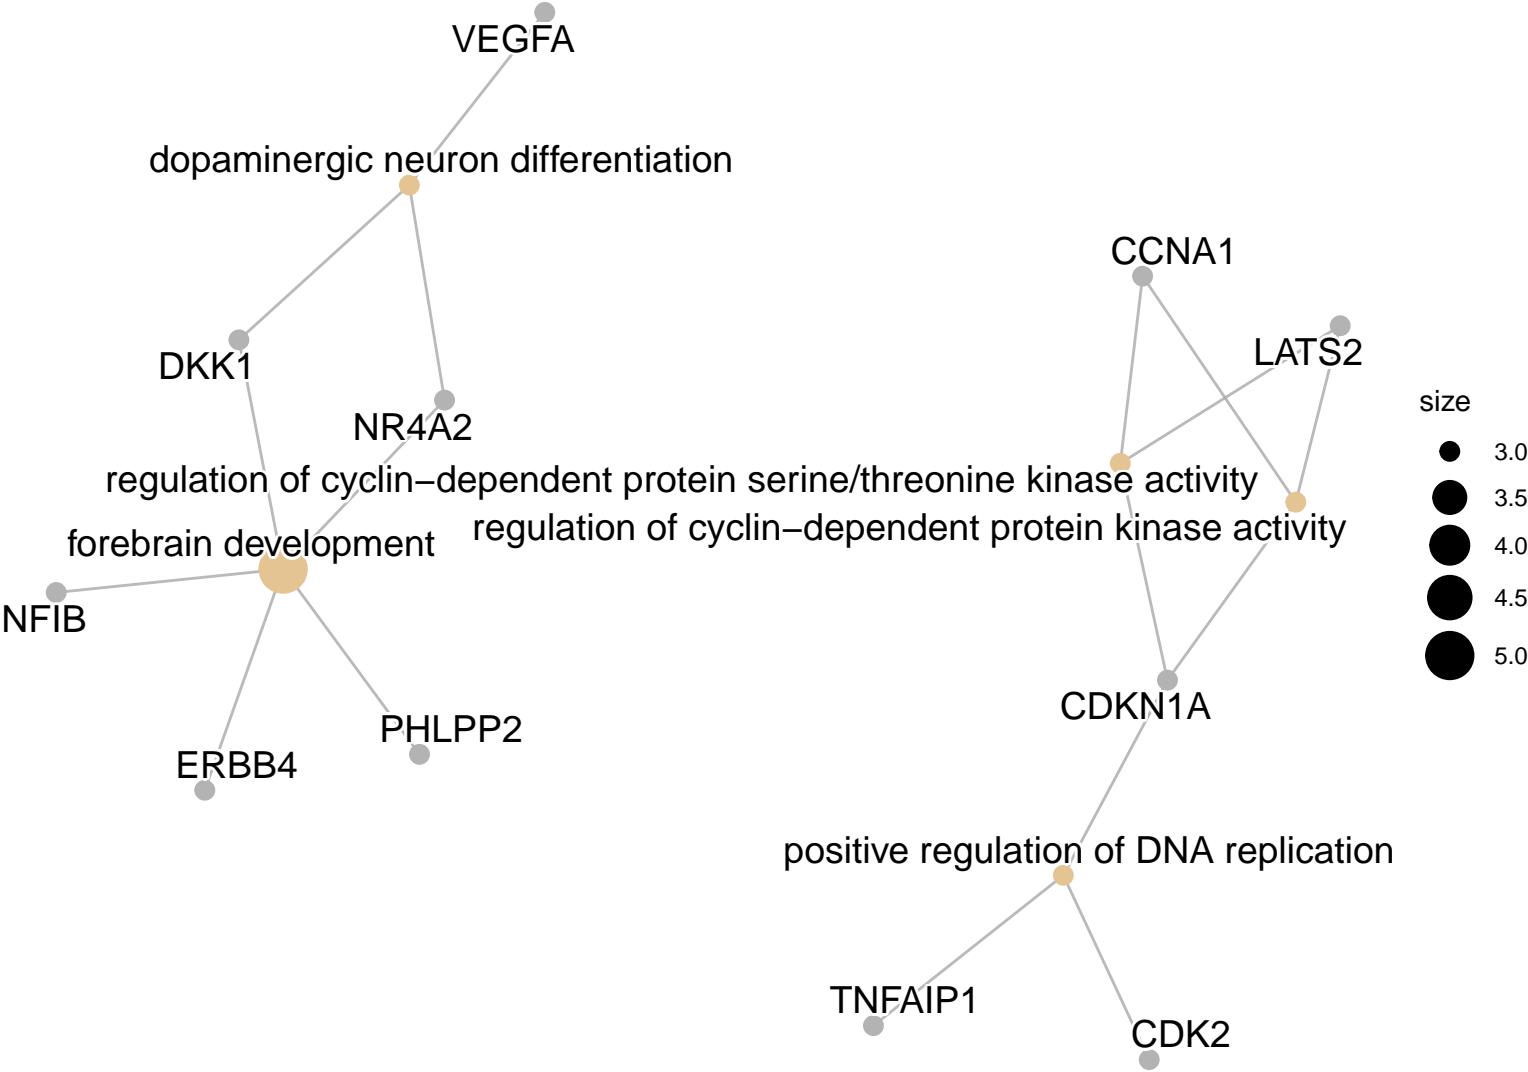 VEGFA
dopaminergic neuron differentiation
CCNA1
LATS2
DKK1
NR4A2
size
3.0
3.5
4.0
4.5
5.0
regulation of cyclin−dependent protein serine/threonine kinase activity
regulation of cyclin−dependent protein kinase activity
forebrain development
NFIB
CDKN1A
PHLPP2
ERBB4
positive regulation of DNA replication
TNFAIP1
CDK2